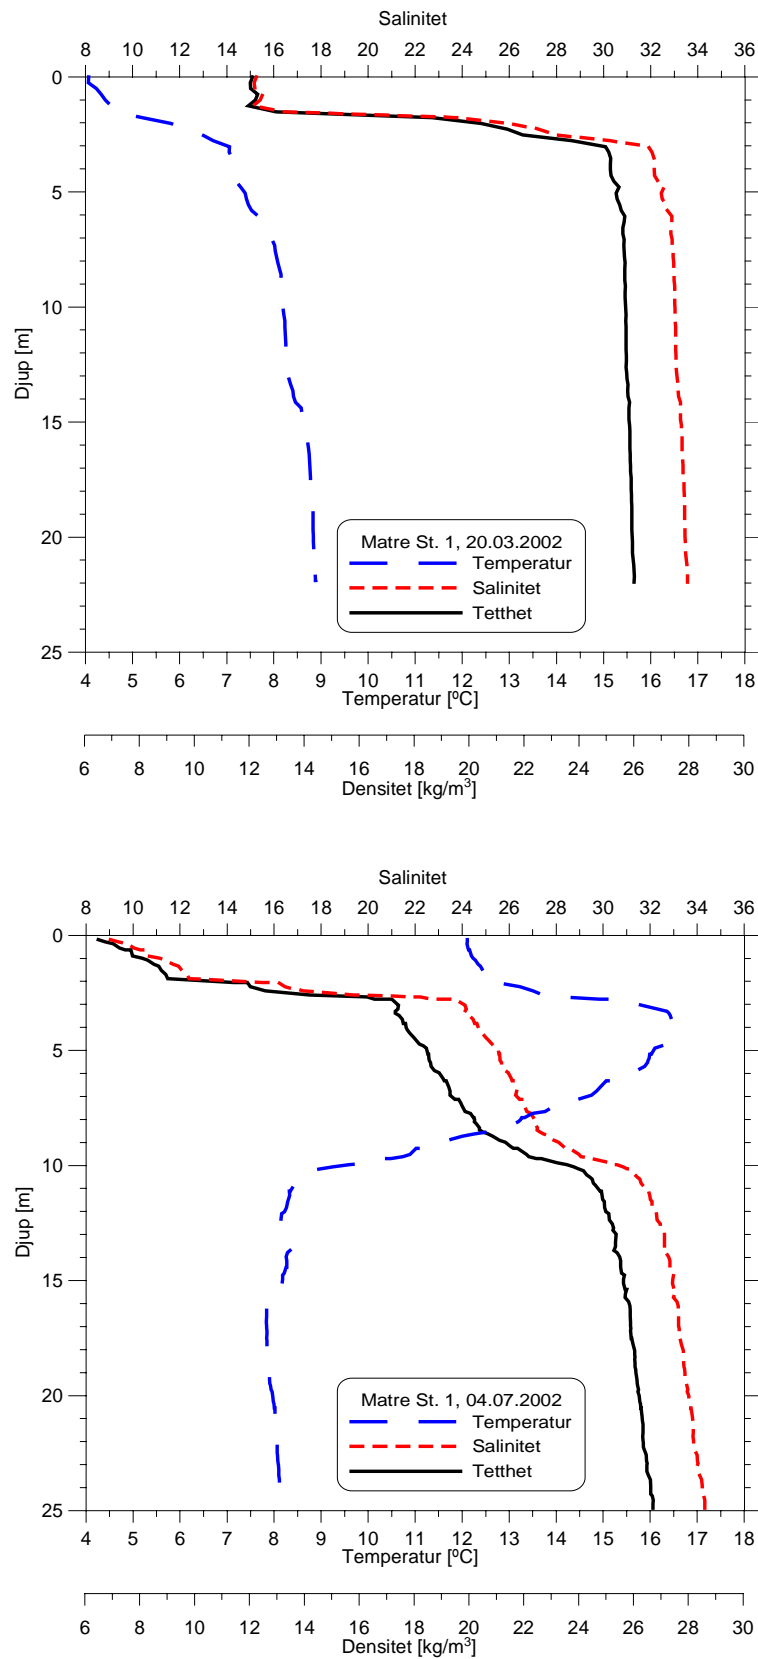 Salinitet
8 10 12 14 16 18 20 22 24 26 28 30 32 34 36
0
5
10
15
20
25
Djup [m]
Matre St. 1, 20.03.2002
Temperatur
Salinitet
Tetthet
4 5 6 7 8 9 10 11 12 13 15 16 17 18
Temperatur [ºC]
6 8 10 12 14 16 18 20 22 24 26 28 30
Densitet [kg/m³]
Salinitet
8 10 12 14 16 18 20 22 24 26 28 30 32 34 36
0
5
10
15
20
25
Djup [m]
Matre St. 1, 04.07.2002
Temperatur
Salinitet
Tetthet
4 5 6 7 8 9 10 11 12 13 15 16 17 18
Temperatur [ºC]
6 8 10 12 14 16 18 20 22 24 26 28 30
Densitet [kg/m³]